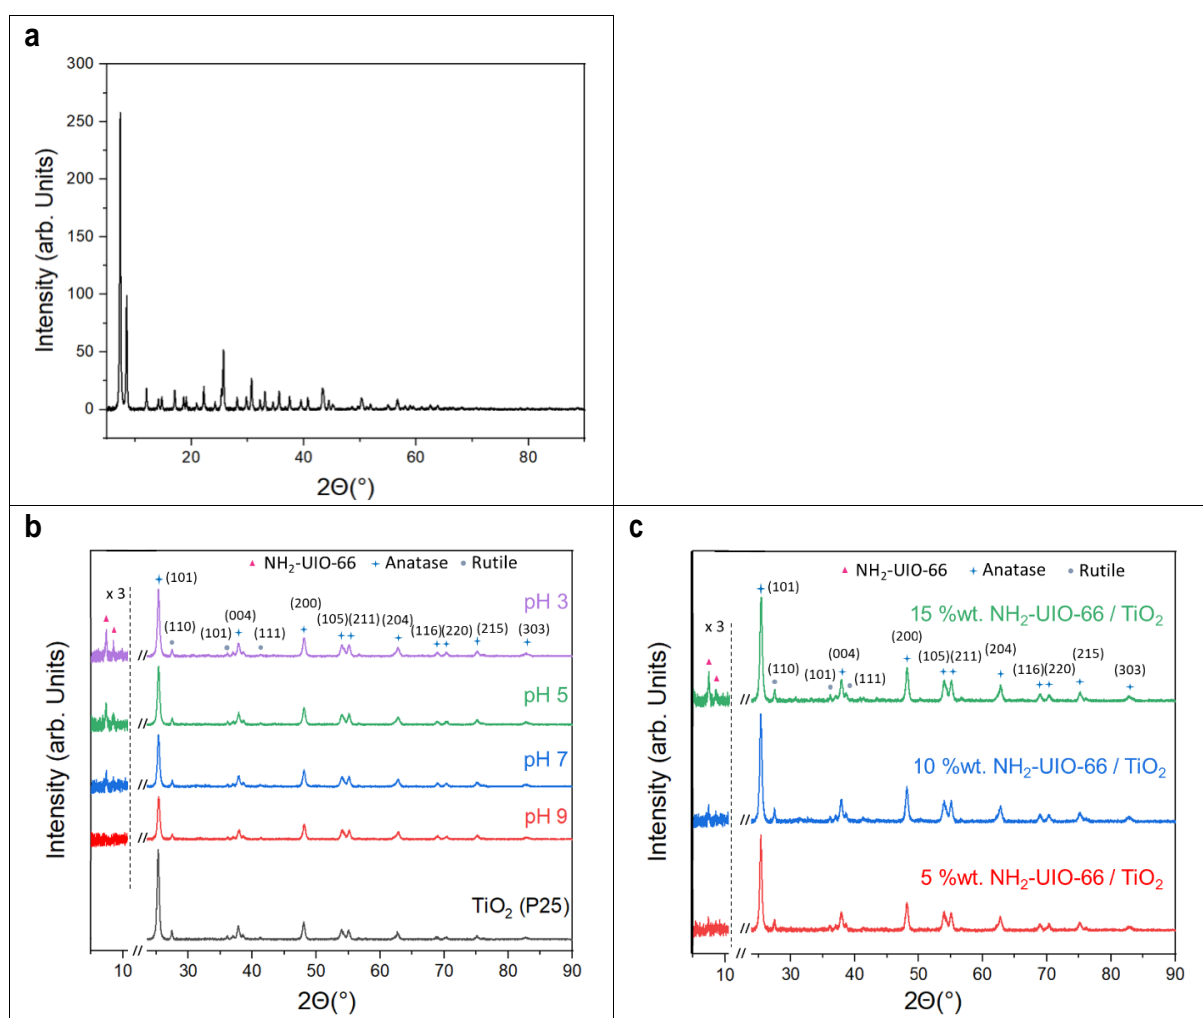 a
300
250
200
150
100
50
0
Intensity (arb. Units)
20 40 60 80
2Θ(°)
b
▲ NH₂-UIO-66 + Anatase • Rutile
x 3
(101)
pH 3
(110) (101) (004) (111) (200) (105) (211) (204) (116) (220) (215) (303)
pH 5
pH 7
pH 9
TiO₂ (P25)
Intensity (arb. Units)
// 
10 30 40 50 60 70 80 90
2Θ(°)
c
▲ NH₂-UIO-66 + Anatase • Rutile
x 3
(101)
15 %wt. NH₂-UIO-66 / TiO₂
(110) (101) (004) (111) (200) (105) (211) (204) (116) (220) (215) (303)
10 %wt. NH₂-UIO-66 / TiO₂
5 %wt. NH₂-UIO-66 / TiO₂
Intensity (arb. Units)
//
10 30 40 50 60 70 80 90
2Θ(°)